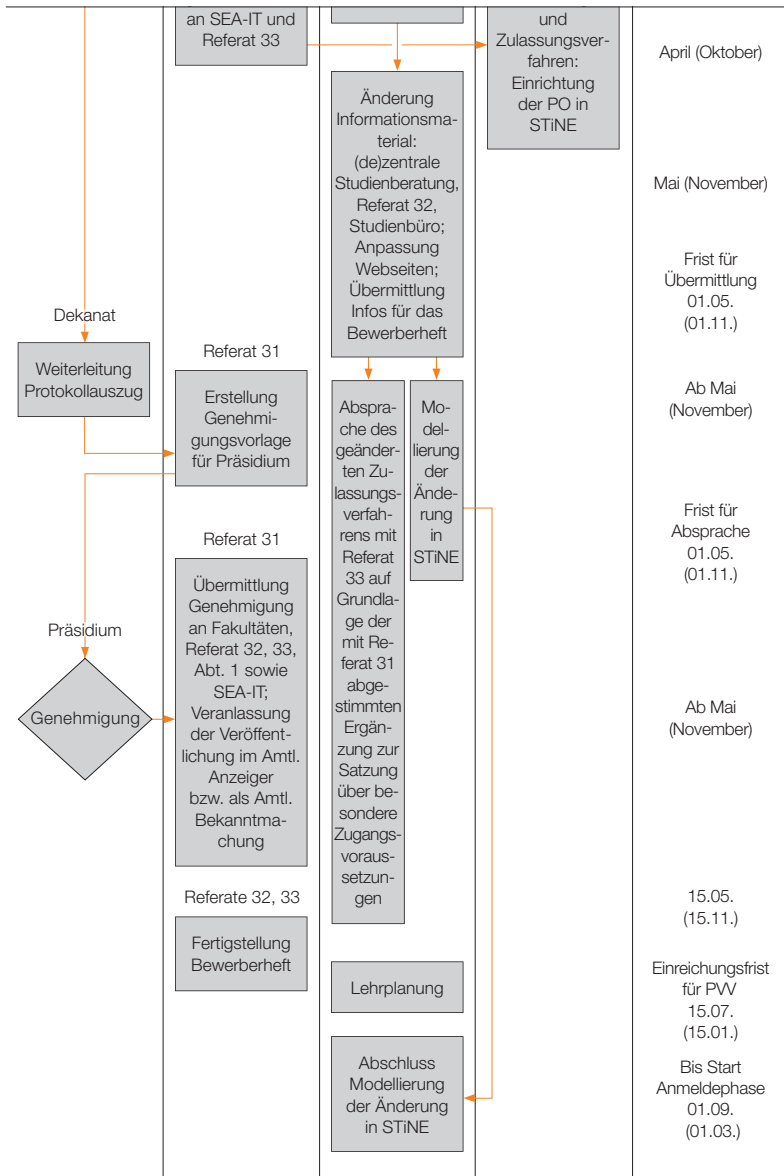 an SEA-IT und
Referat 33
und
Zulassungsver-
fahren:
Einrichtung
der PO in
STiNE
April (Oktober)
Änderung
Informationsma-
terial:
(de)zentrale
Studienberatung,
Referat 32,
Studienbüro;
Anpassung
Webseiten;
Übermittlung
Infos für das
Bewerberheft
Mai (November)
Frist für
Übermittlung
01.05.
(01.11.)
Dekanat
Weiterleitung
Protokollauszug
Referat 31
Erstellung
Genehmi-
gungsvorlage
für Präsidium
Abspra-
che des
geänder-
ten Zu-
lassungs-
verfah-
rens mit
Referat
33 auf
Grundla-
ge der
mit Re-
ferat 31
abge-
stimmten
Ergän-
zung zur
Satzung
über be-
sondere
Zugangs-
voraus-
setzun-
gen
Mo-
del-
lierung
der
Ände-
rung
in
STiNE
Ab Mai
(November)
Frist für
Absprache
01.05.
(01.11.)
Referat 31
Übermittlung
Genehmigung
an Fakultäten,
Referat 32, 33,
Abt. 1 sowie
SEA-IT;
Veranlassung
der Veröffent-
lichung im Amtl.
Anzeiger
bzw. als Amtl.
Bekanntma-
chung
Präsidium
Genehmigung
Ab Mai
(November)
Referate 32, 33
Fertigstellung
Bewerberheft
15.05.
(15.11.)
Lehrplanung
Einreichungsfrist
für PVV
15.07.
(15.01.)
Abschluss
Modellierung
der Änderung
in STiNE
Bis Start
Anmeldephase
01.09.
(01.03.)